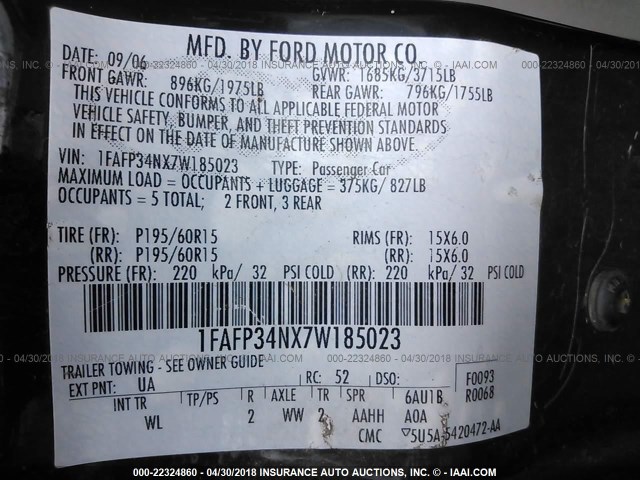 MFD. BY FORD MOTOR CO.
DATE: 09/06 GVWR: 1685KG/3715LB
FRONT GAWR: 896KG/1975LB REAR GAWR: 796KG/1755LB
THIS VEHICLE CONFORMS TO ALL APPLICABLE FEDERAL MOTOR
VEHICLE SAFETY, BUMPER, AND THEFT PREVENTION STANDARDS
IN EFFECT ON THE DATE OF MANUFACTURE SHOWN ABOVE.
VIN: 1FAFP34NX7W185023 TYPE: Passenger Car
MAXIMUM LOAD = OCCUPANTS + LUGGAGE = 375KG/ 827LB
OCCUPANTS = 5 TOTAL; 2 FRONT, 3 REAR
TIRE (FR): P195/60R15 RIMS (FR): 15X6.0
(RR): P195/60R15 (RR): 15X6.0
PRESSURE (FR): 220 kPa/ 32 PSI COLD (RR): 220 kPa/ 32 PSI COLD
1FAFP34NX7W185023
TRAILER TOWING - SEE OWNER GUIDE F0093
EXT PNT: UA RC: 52 DSO: R0068
INT TR TP/PS R AXLE TR SPR 6AU1B
WL 2 WW 2 AAHH A0A
CMC ▽5U5A-5420472-AA
000-22324860 - 04/30/2018 INSURANCE AUTO AUCTIONS, INC. - IAAI.COM